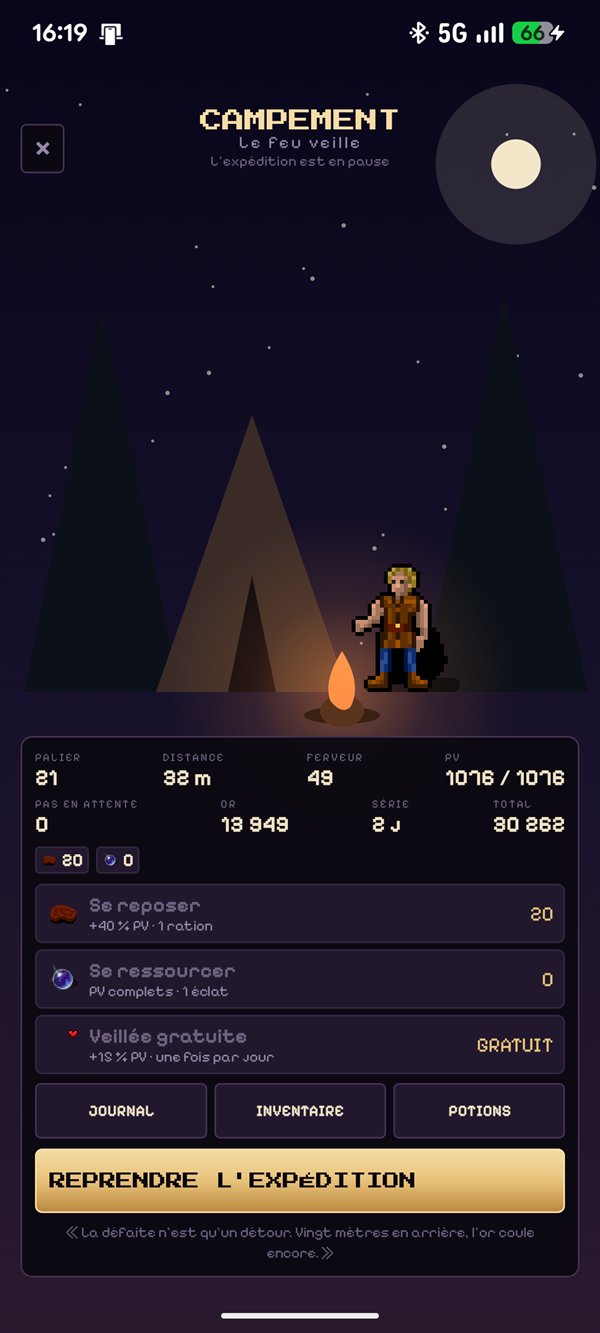 16:19
5G
66
CAMPEMENT
Le feu veille
L'expédition est en pause
×
PALIER DISTANCE FERVEUR PV
21 32 m 49 1076 / 1076
PAS EN ATTENTE OR SÉRIE TOTAL
0 13 949 2 J 30 262
20 0
Se reposer
+40 % PV · 1 ration
20
Se ressourcer
PV complets · 1 éclat
0
Veillée gratuite
+18 % PV · une fois par jour
GRATUIT
JOURNAL INVENTAIRE POTIONS
REPRENDRE L'EXPéDITION
« La défaite n'est qu'un détour. Vingt mètres en arrière, l'or coule
encore. »